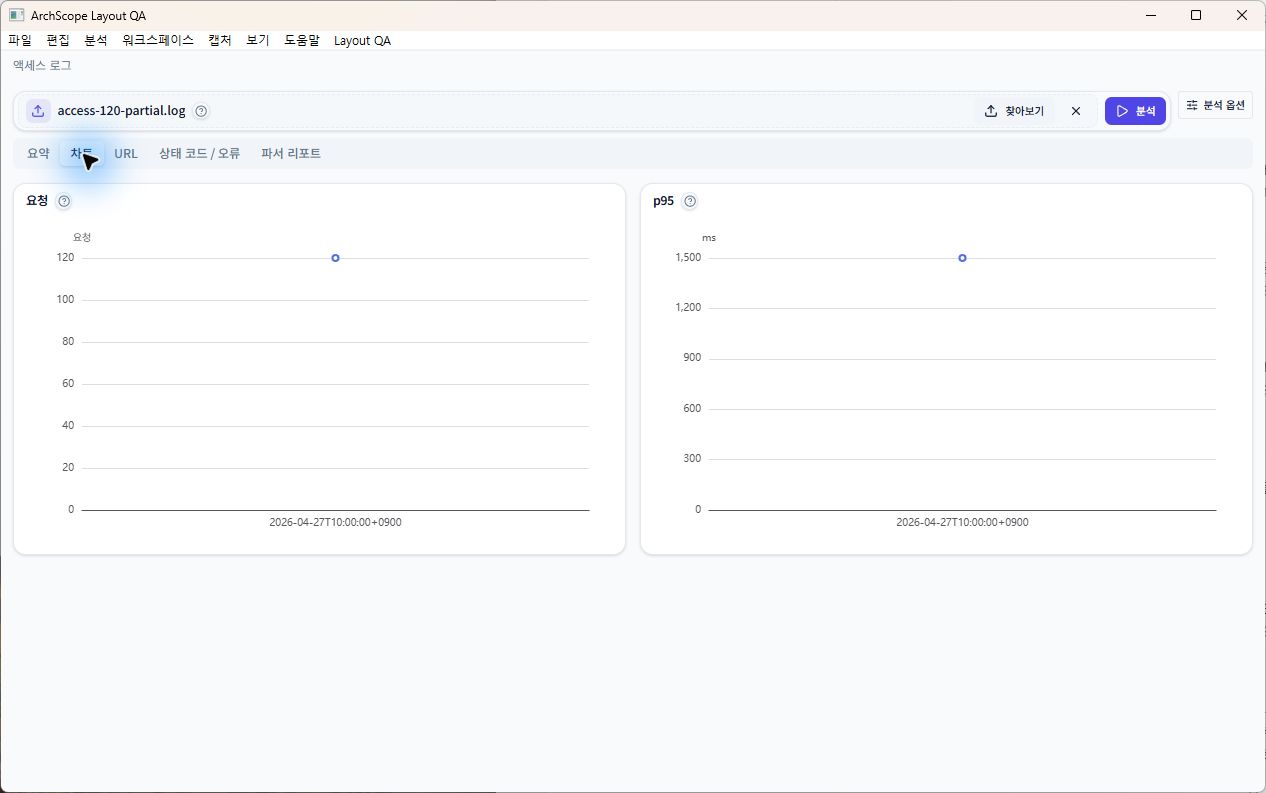 ArchScope Layout QA
파일 편집 분석 워크스페이스 캡처 보기 도움말 Layout QA
액세스 로그
access-120-partial.log 찾아보기 분석 분석 옵션
요약 차트 URL 상태 코드 / 오류 파서 리포트
요청
요청
120
100
80
60
40
20
0
2026-04-27T10:00:00+0900
p95
ms
1,500
1,200
900
600
300
0
2026-04-27T10:00:00+0900